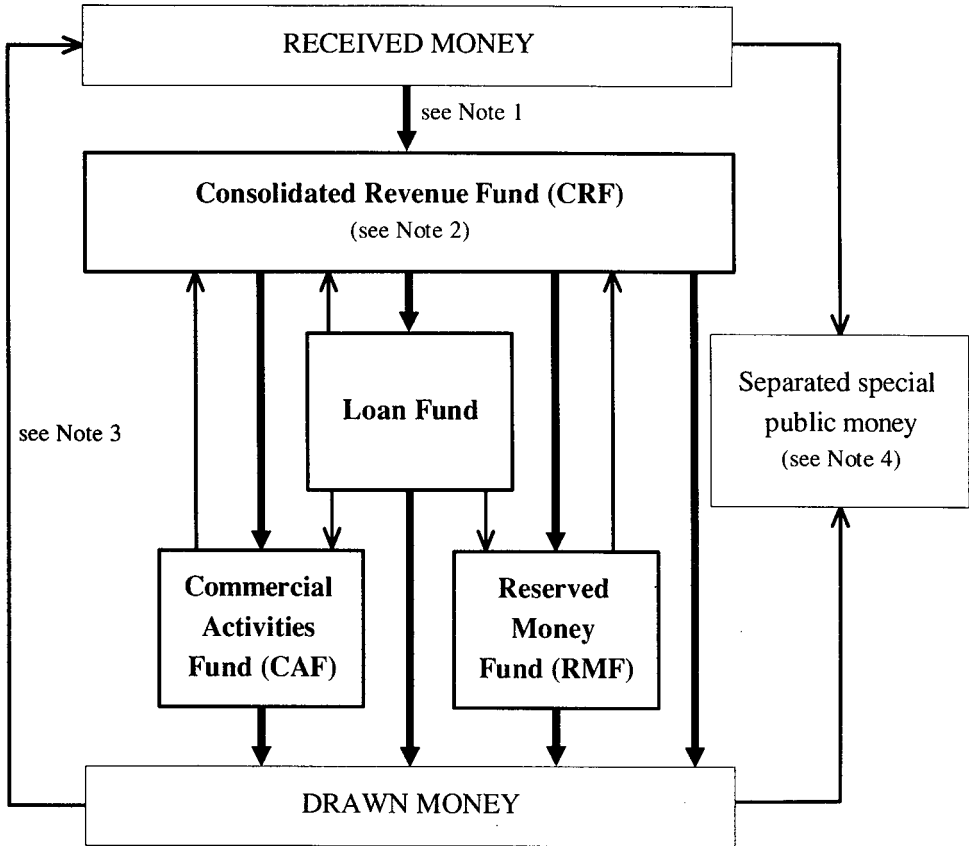 RECEIVED MONEY
see Note 1
Consolidated Revenue Fund (CRF)
(see Note 2)
Loan Fund
see Note 3
Separated special
public money
(see Note 4)
Commercial
Activities
Fund (CAF)
Reserved
Money
Fund (RMF)
DRAWN MONEY